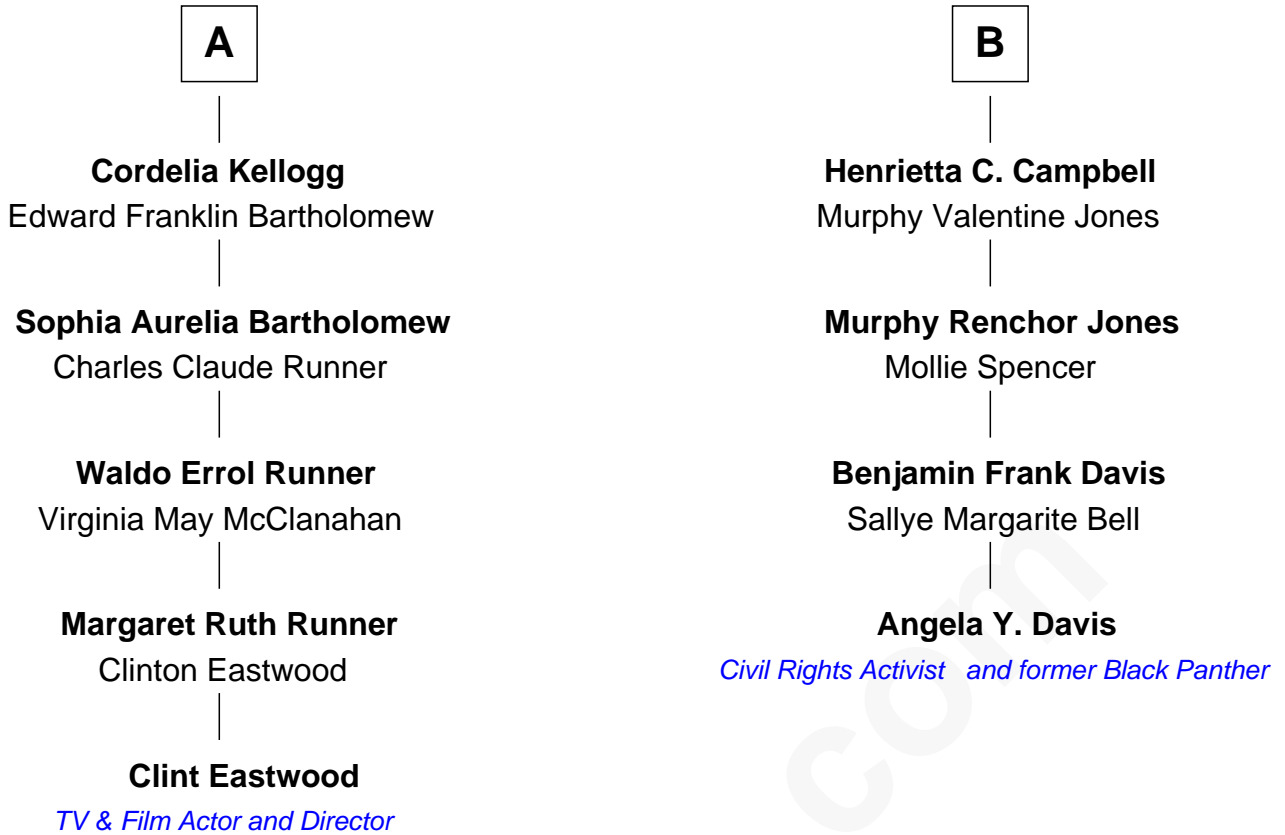 A
Cordelia Kellogg
Edward Franklin Bartholomew
Sophia Aurelia Bartholomew
Charles Claude Runner
Waldo Errol Runner
Virginia May McClanahan
Margaret Ruth Runner
Clinton Eastwood
Clint Eastwood
TV & Film Actor and Director
B
Henrietta C. Campbell
Murphy Valentine Jones
Murphy Renchor Jones
Mollie Spencer
Benjamin Frank Davis
Sallye Margarite Bell
Angela Y. Davis
Civil Rights Activist and former Black Panther
com